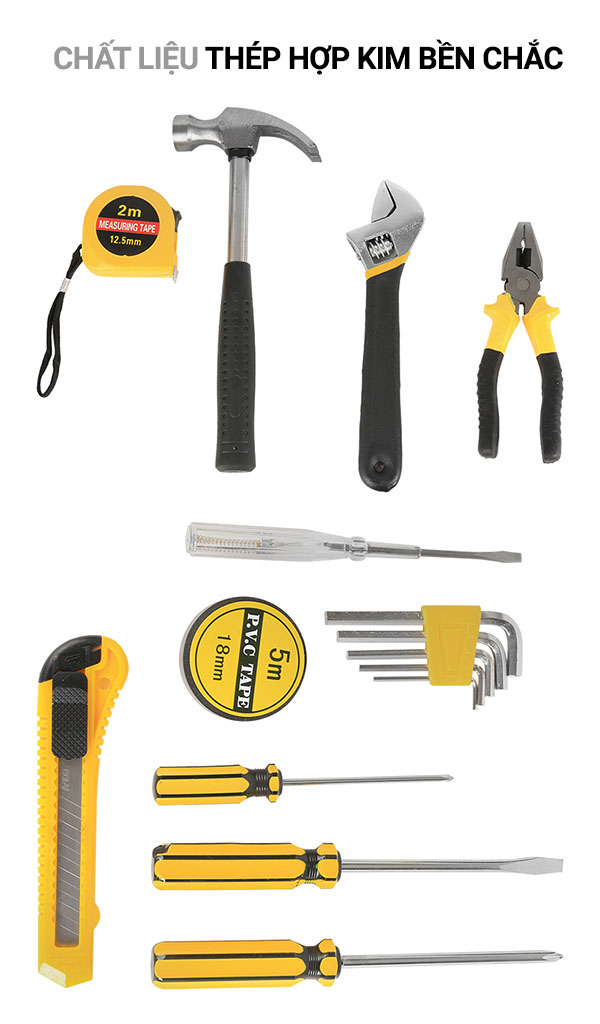 CHẤT LIỆU THÉP HỢP KIM BỀN CHẮC
2m
MEASURING TAPE
12.5mm
5m
P.V.C TAPE
18mm